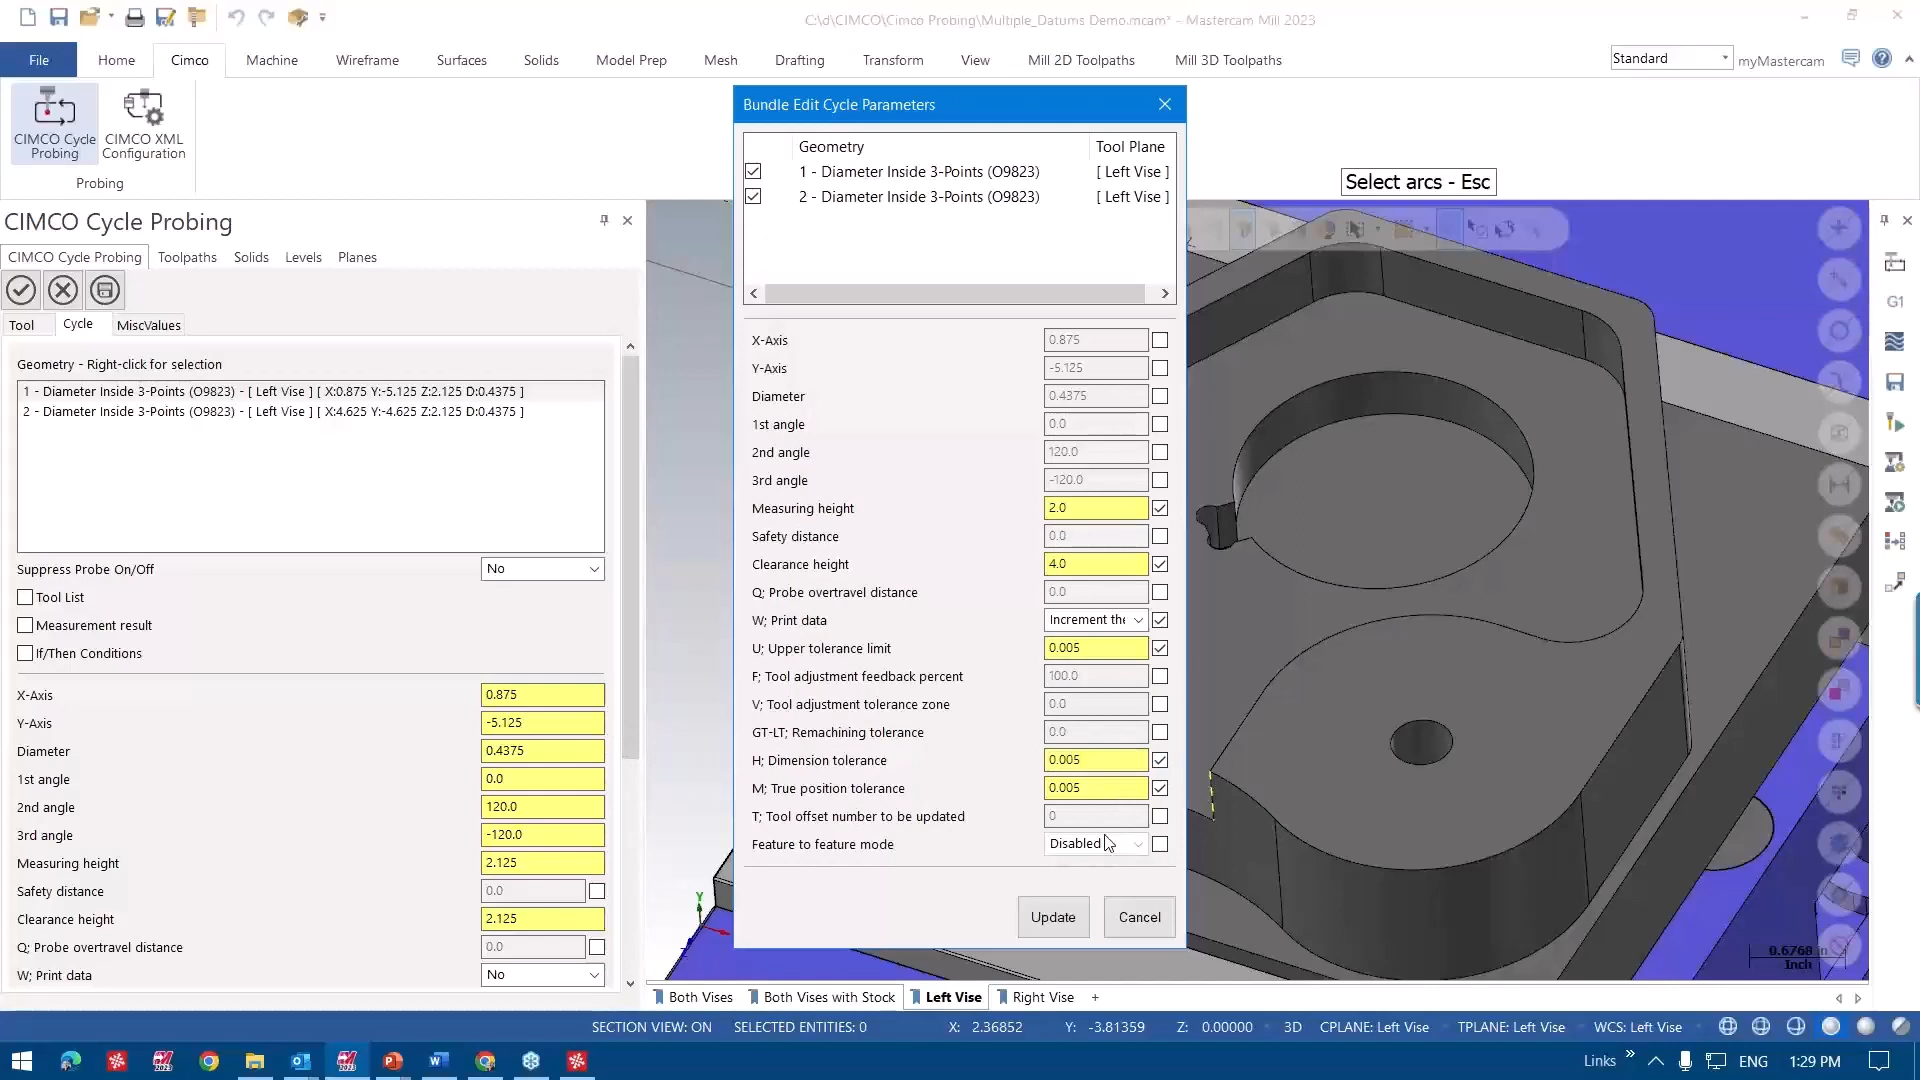 C:\d\CIMCO\Cimco Probing\Multiple_Datums Demo.mcam* - Mastercam Mill 2023
File Home Cimco Machine Wireframe Surfaces Solids Model Prep Mesh Drafting Transform View Mill 2D Toolpaths Mill 3D Toolpaths Standard myMastercam
CIMCO Cycle Probing
CIMCO XML Configuration
Probing
Select arcs - Esc
CIMCO Cycle Probing
CIMCO Cycle Probing Toolpaths Solids Levels Planes
Tool Cycle MiscValues
Geometry - Right-click for selection
1 - Diameter Inside 3-Points (O9823) - [ Left Vise ] [ X:0.875 Y:-5.125 Z:2.125 D:0.4375 ]
2 - Diameter Inside 3-Points (O9823) - [ Left Vise ] [ X:4.625 Y:-4.625 Z:2.125 D:0.4375 ]
Suppress Probe On/Off No
Tool List
Measurement result
If/Then Conditions
X-Axis 0.875
Y-Axis -5.125
Diameter 0.4375
1st angle 0.0
2nd angle 120.0
3rd angle -120.0
Measuring height 2.125
Safety distance 0.0
Clearance height 2.125
Q; Probe overtravel distance 0.0
W; Print data No
Bundle Edit Cycle Parameters
Geometry Tool Plane
1 - Diameter Inside 3-Points (O9823) [ Left Vise ]
2 - Diameter Inside 3-Points (O9823) [ Left Vise ]
X-Axis 0.875
Y-Axis -5.125
Diameter 0.4375
1st angle 0.0
2nd angle 120.0
3rd angle -120.0
Measuring height 2.0
Safety distance 0.0
Clearance height 4.0
Q; Probe overtravel distance 0.0
W; Print data Increment the
U; Upper tolerance limit 0.005
F; Tool adjustment feedback percent 100.0
V; Tool adjustment tolerance zone 0.0
GT-LT; Remachining tolerance 0.0
H; Dimension tolerance 0.005
M; True position tolerance 0.005
T; Tool offset number to be updated 0
Feature to feature mode Disabled
Update Cancel
G1
Y
0.6768 in
Inch
Both Vises Both Vises with Stock Left Vise Right Vise +
SECTION VIEW: ON SELECTED ENTITIES: 0 X: 2.36852 Y: -3.81359 Z: 0.00000 3D CPLANE: Left Vise TPLANE: Left Vise WCS: Left Vise
2023 2023 Links ENG 1:29 PM